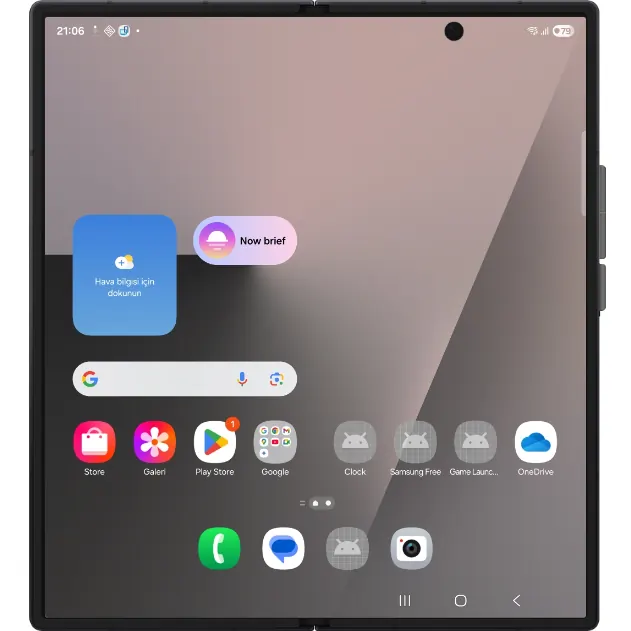 21:06
79
Now brief
Hava bilgisi için
dokunun
1
Store
Galeri
Play Store
Google
Clock
Samsung Free
Game Launc...
OneDrive